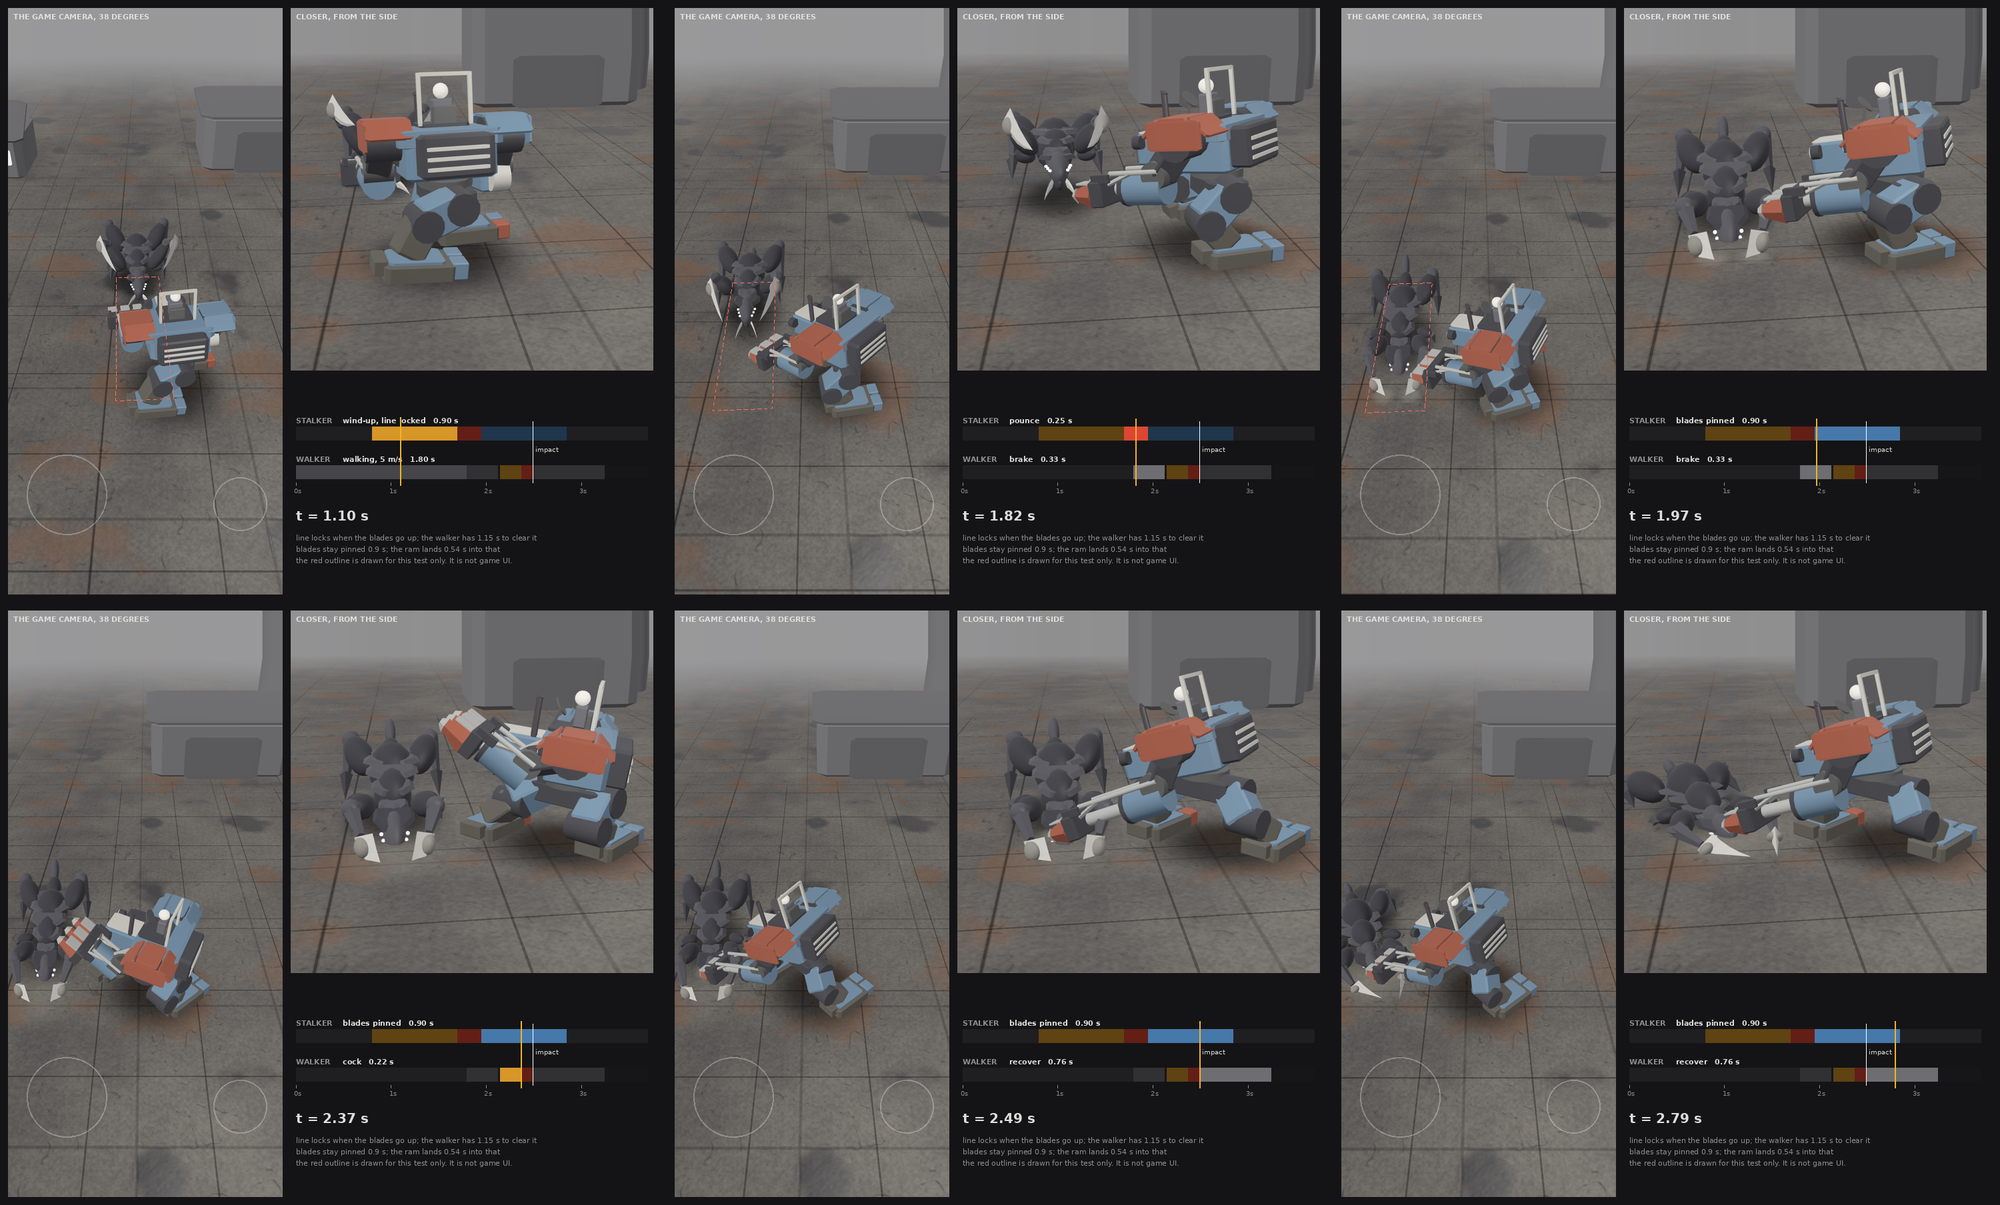 THE GAME CAMERA, 38 DEGREES
CLOSER, FROM THE SIDE
STALKER wind-up, line locked 0.90 s
impact
WALKER walking, 5 m/s 1.80 s
0s 1s 2s 3s
t = 1.10 s
line locks when the blades go up; the walker has 1.15 s to clear it
blades stay pinned 0.9 s; the ram lands 0.54 s into that
the red outline is drawn for this test only. It is not game UI.
THE GAME CAMERA, 38 DEGREES
CLOSER, FROM THE SIDE
STALKER pounce 0.25 s
impact
WALKER brake 0.33 s
0s 1s 2s 3s
t = 1.82 s
line locks when the blades go up; the walker has 1.15 s to clear it
blades stay pinned 0.9 s; the ram lands 0.54 s into that
the red outline is drawn for this test only. It is not game UI.
THE GAME CAMERA, 38 DEGREES
CLOSER, FROM THE SIDE
STALKER blades pinned 0.90 s
impact
WALKER brake 0.33 s
0s 1s 2s 3s
t = 1.97 s
line locks when the blades go up; the walker has 1.15 s to clear it
blades stay pinned 0.9 s; the ram lands 0.54 s into that
the red outline is drawn for this test only. It is not game UI.
THE GAME CAMERA, 38 DEGREES
CLOSER, FROM THE SIDE
STALKER blades pinned 0.90 s
impact
WALKER cock 0.22 s
0s 1s 2s 3s
t = 2.37 s
line locks when the blades go up; the walker has 1.15 s to clear it
blades stay pinned 0.9 s; the ram lands 0.54 s into that
the red outline is drawn for this test only. It is not game UI.
THE GAME CAMERA, 38 DEGREES
CLOSER, FROM THE SIDE
STALKER blades pinned 0.90 s
impact
WALKER recover 0.76 s
0s 1s 2s 3s
t = 2.49 s
line locks when the blades go up; the walker has 1.15 s to clear it
blades stay pinned 0.9 s; the ram lands 0.54 s into that
the red outline is drawn for this test only. It is not game UI.
THE GAME CAMERA, 38 DEGREES
CLOSER, FROM THE SIDE
STALKER blades pinned 0.90 s
impact
WALKER recover 0.76 s
0s 1s 2s 3s
t = 2.79 s
line locks when the blades go up; the walker has 1.15 s to clear it
blades stay pinned 0.9 s; the ram lands 0.54 s into that
the red outline is drawn for this test only. It is not game UI.